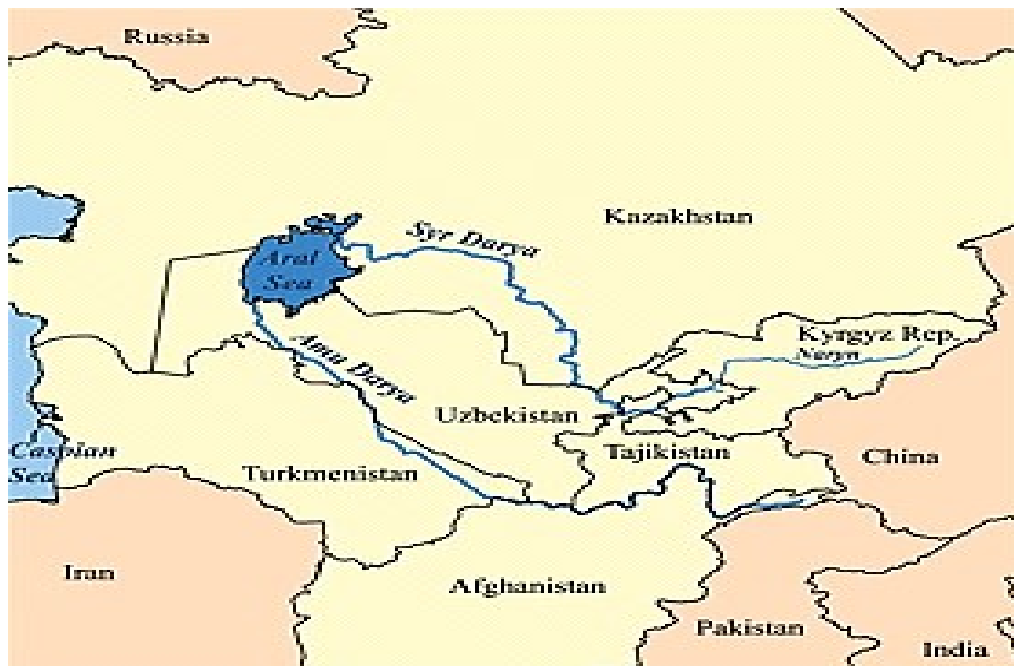 Russia
Kazakhstan
Syr Darya
Aral
Sea
Kyrgyz Rep.
Naryn
Amu Darya
Uzbekistan
Tajikistan
Caspian
Sea
Turkmenistan
China
Iran
Afghanistan
Pakistan
India